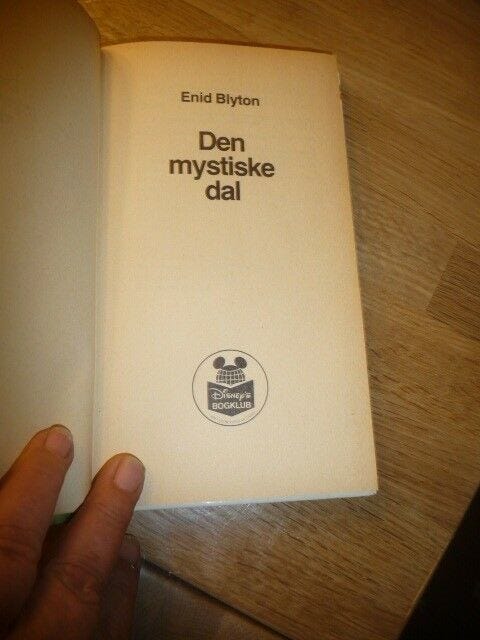 Enid Blyton
Den
mystiske
dal
DISNEY'S
BOGKLUB